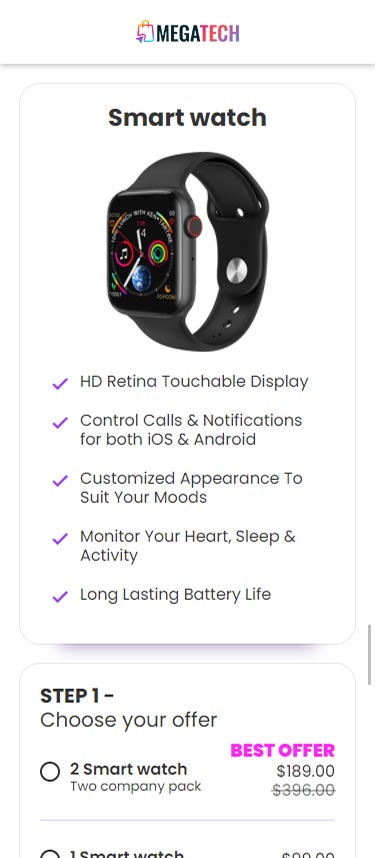 MEGATECH
Smart watch
HD Retina Touchable Display
Control Calls & Notifications
for both iOS & Android
Customized Appearance To
Suit Your Moods
Monitor Your Heart, Sleep &
Activity
Long Lasting Battery Life
STEP 1 -
Choose your offer
BEST OFFER
2 Smart watch
$189.00
Two company pack
$396.00
1 Smart watch
$99.00